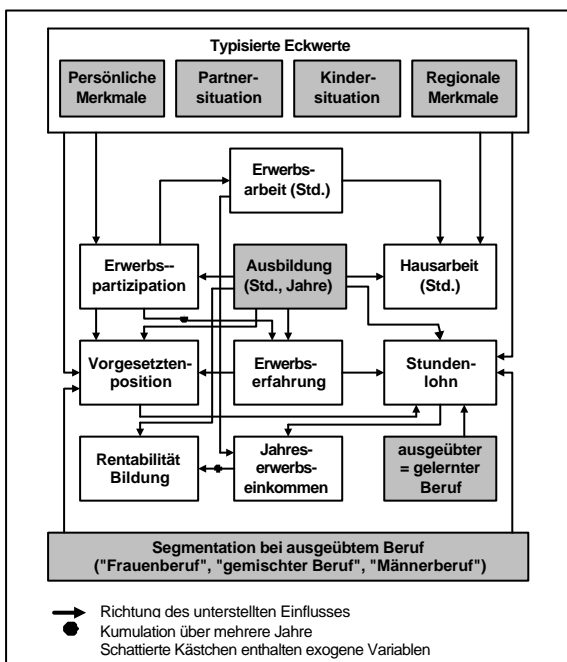 Typisierte Eckwerte
Persönliche
Merkmale
Partner-
situation
Kinder-
situation
Regionale
Merkmale
Erwerbs-
arbeit (Std.)
Erwerbs--
partizipation
Ausbildung
(Std., Jahre)
Hausarbeit
(Std.)
Vorgesetzten-
position
Erwerbs-
erfahrung
Stunden-
lohn
Rentabilität
Bildung
Jahres-
erwerbs-
einkommen
ausgeübter
= gelernter
Beruf
Segmentation bei ausgeübtem Beruf
("Frauenberuf", "gemischter Beruf", "Männerberuf")
Richtung des unterstellten Einflusses
Kumulation über mehrere Jahre
Schattierte Kästchen enthalten exogene Variablen